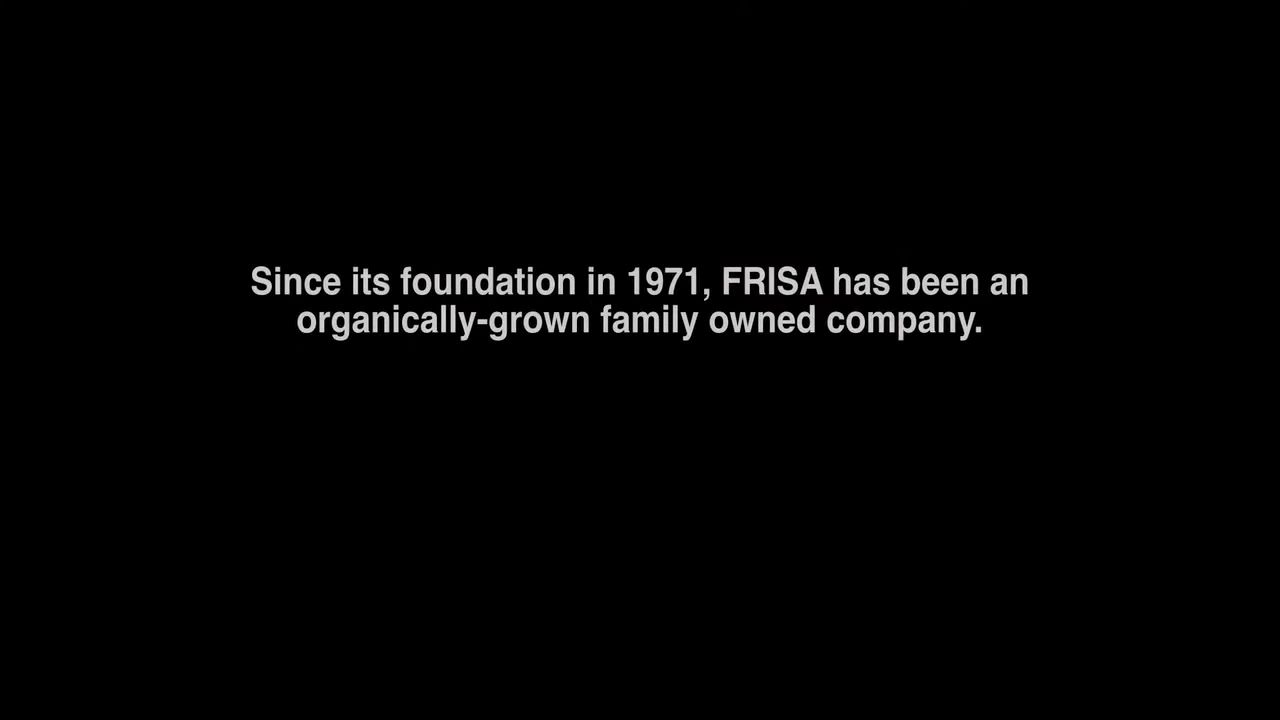 Since its foundation in 1971, FRISA has been an
organically-grown family owned company.